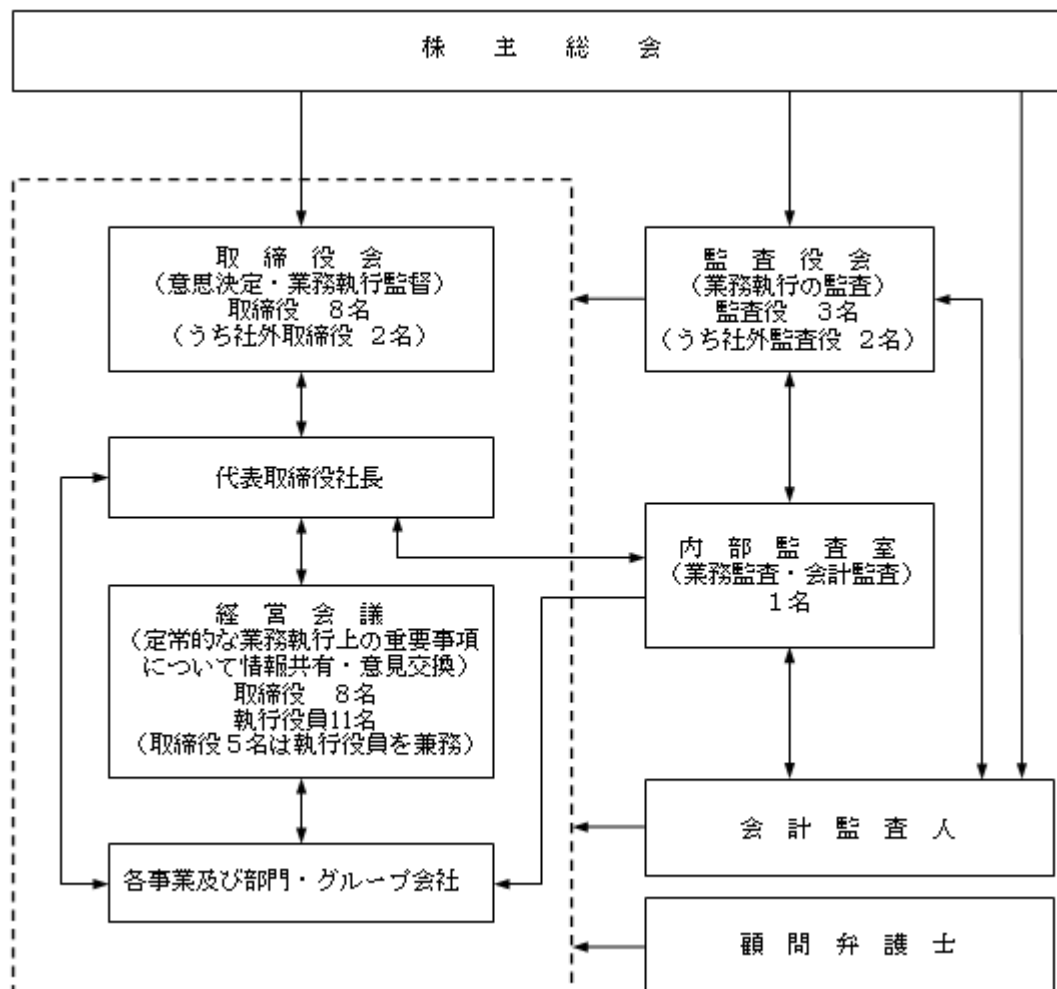 株 主 総 会
取 締 役 会
(意思決定・業務執行監督)
取締役 8名
(うち社外取締役 2名)
監 査 役 会
(業務執行の監査)
監査役 3名
(うち社外監査役 2名)
代表取締役社長
内 部 監 査 室
(業務監査・会計監査)
1名
経 営 会 議
(定常的な業務執行上の重要事項
について情報共有・意見交換)
取締役 8名
執行役員11名
(取締役5名は執行役員を兼務)
会 計 監 査 人
各事業及び部門・グループ会社
顧 問 弁 護 士